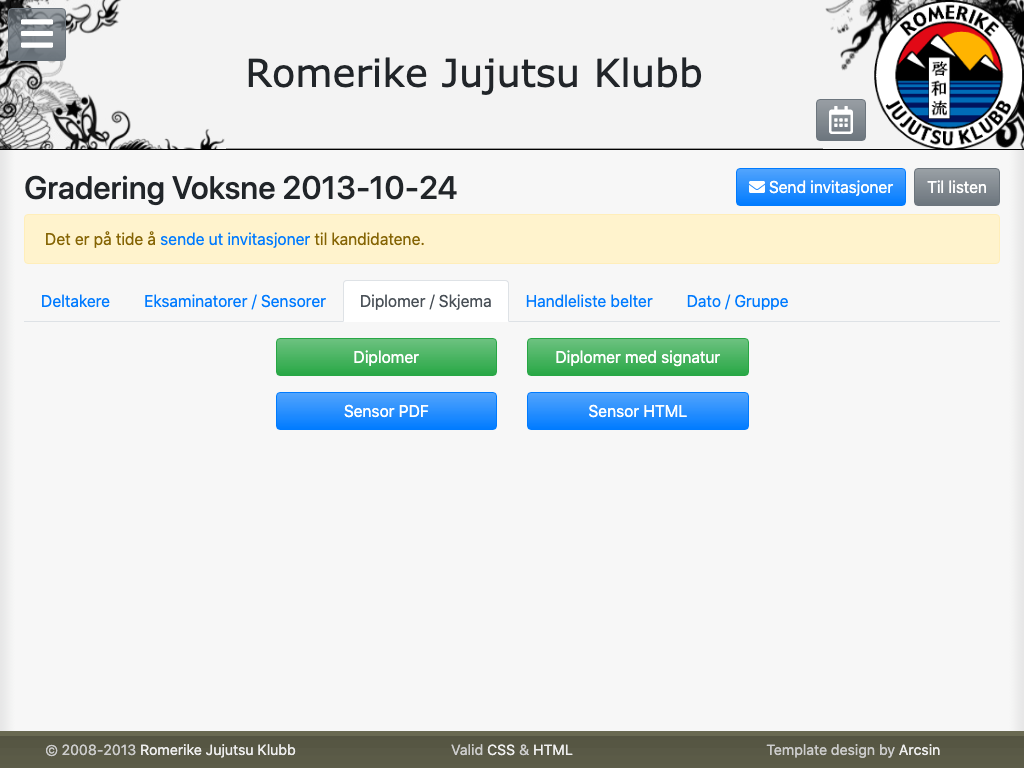 Romerike Jujutsu Klubb
ROMERIKE
啓和流
JUJUTSU KLUBB
Gradering Voksne 2013-10-24
Send invitasjoner
Til listen
Det er på tide å sende ut invitasjoner til kandidatene.
Deltakere
Eksaminatorer / Sensorer
Diplomer / Skjema
Handleliste belter
Dato / Gruppe
Diplomer
Diplomer med signatur
Sensor PDF
Sensor HTML
© 2008-2013 Romerike Jujutsu Klubb
Valid CSS & HTML
Template design by Arcsin